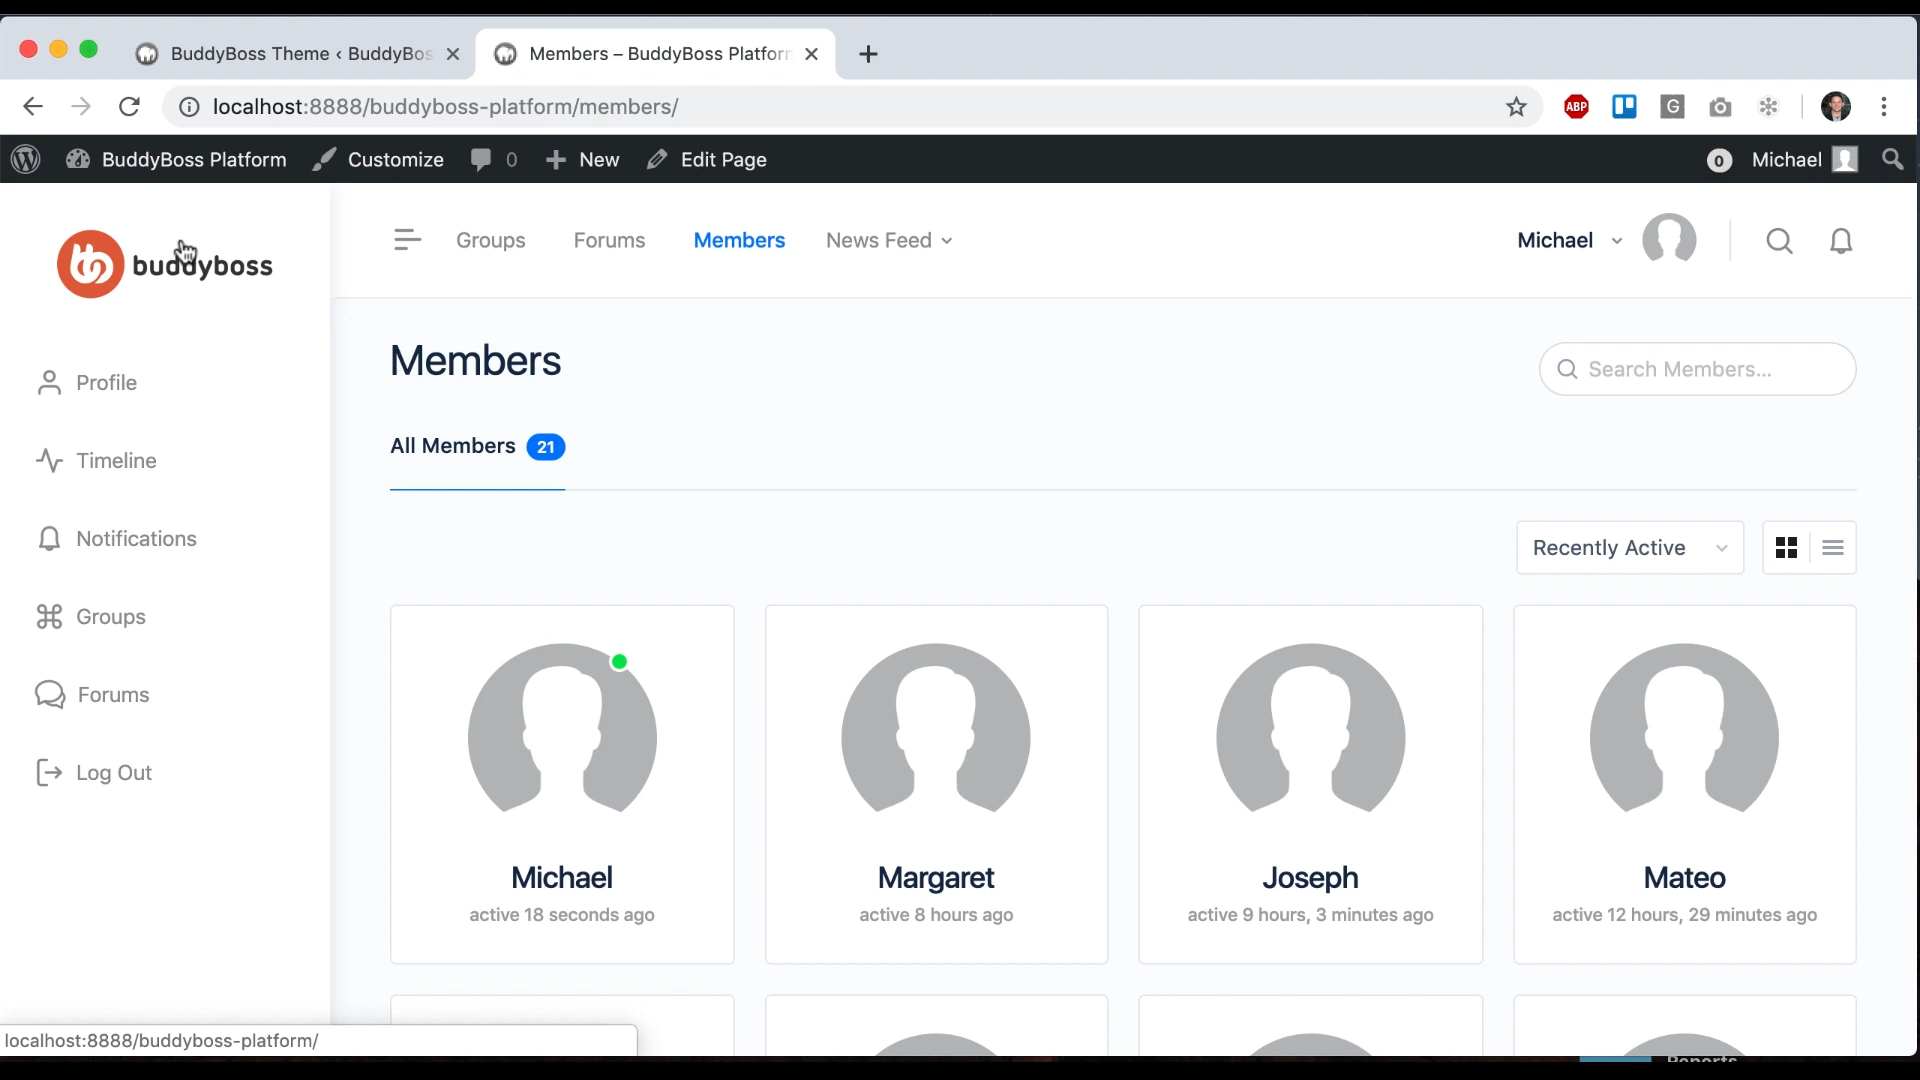 BuddyBoss Theme ‹ BuddyBos
Members – BuddyBoss Platform
localhost:8888/buddyboss-platform/members/
ABP
G
BuddyBoss Platform
Customize
0
New
Edit Page
0
Michael
buddyboss
Groups
Forums
Members
News Feed
Michael
Profile
Timeline
Notifications
Groups
Forums
Log Out
Members
Search Members...
All Members 21
Recently Active
Michael
active 18 seconds ago
Margaret
active 8 hours ago
Joseph
active 9 hours, 3 minutes ago
Mateo
active 12 hours, 29 minutes ago
localhost:8888/buddyboss-platform/
Reports